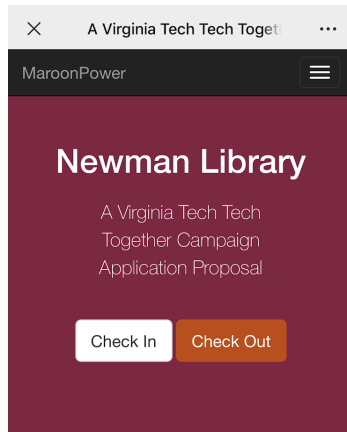 A Virginia Tech Tech Toget
MaroonPower
Newman Library
A Virginia Tech Tech
Together Campaign
Application Proposal
Check In Check Out